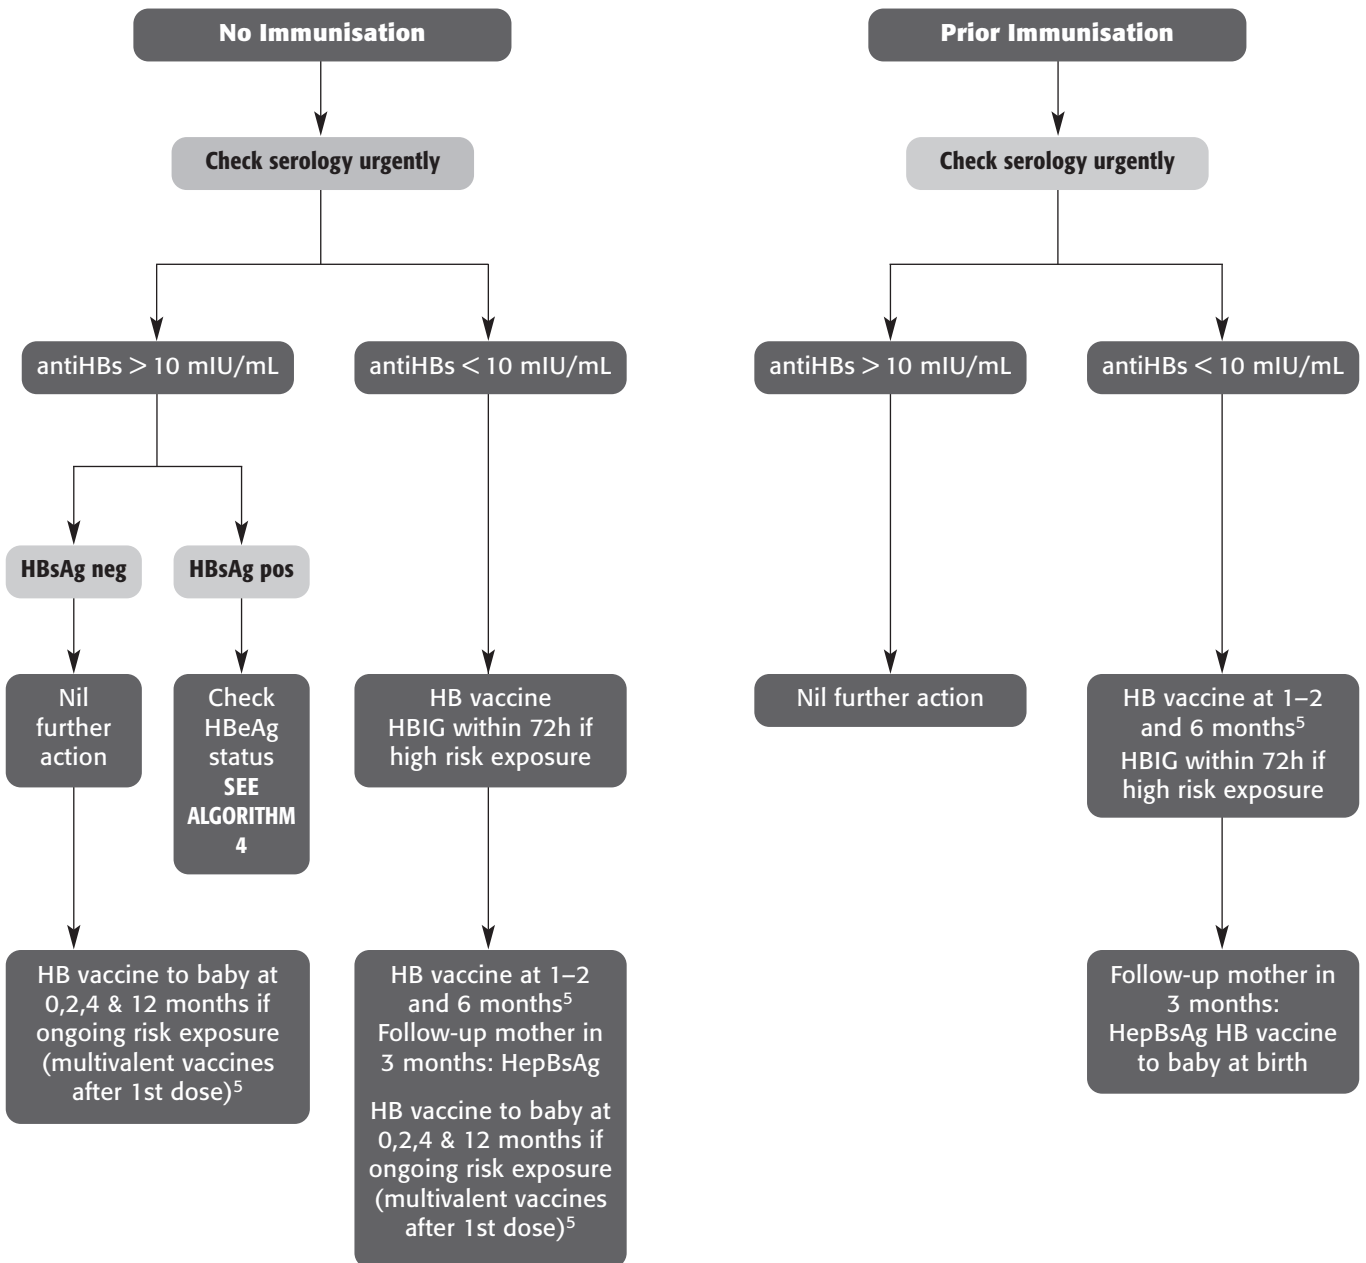 No Immunisation
Check serology urgently
antiHBs > 10 mIU/mL
antiHBs < 10 mIU/mL
HBsAg neg
HBsAg pos
Nil
further
action
Check
HBeAg
status
SEE
ALGORITHM
4
HB vaccine
HBIG within 72h if
high risk exposure
HB vaccine to baby at
0,2,4 & 12 months if
ongoing risk exposure
(multivalent vaccines
after 1st dose)⁵
HB vaccine at 1–2
and 6 months⁵
Follow-up mother in
3 months: HepBsAg
HB vaccine to baby at
0,2,4 & 12 months if
ongoing risk exposure
(multivalent vaccines
after 1st dose)⁵
Prior Immunisation
Check serology urgently
antiHBs > 10 mIU/mL
antiHBs < 10 mIU/mL
Nil further action
HB vaccine at 1–2
and 6 months⁵
HBIG within 72h if
high risk exposure
Follow-up mother in
3 months:
HepBsAg HB vaccine
to baby at birth